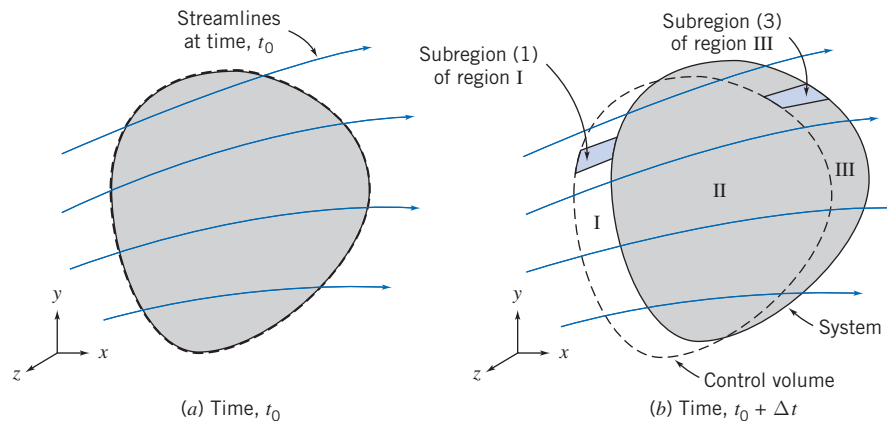 Streamlines
at time, t₀
y
x
z
(a) Time, t₀
Subregion (1)
of region I
Subregion (3)
of region III
I
II
III
y
x
z
System
Control volume
(b) Time, t₀ + Δt